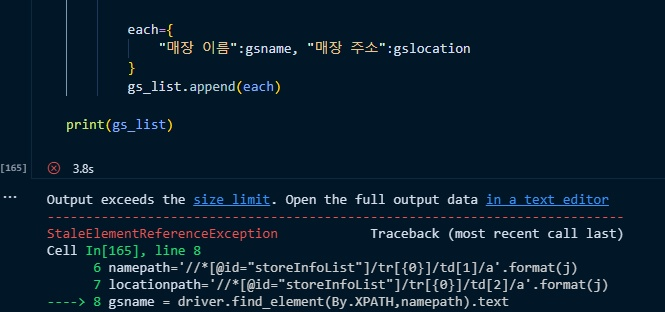 each={
"매장 이름":gsname, "매장 주소":gslocation
}
gs_list.append(each)
print(gs_list)
[165]
3.8s
... Output exceeds the size limit. Open the full output data in a text editor
---------------------------------------------------------------------------
StaleElementReferenceException Traceback (most recent call last)
Cell In[165], line 8
6 namepath='//*[@id="storeInfoList"]/tr[{0}]/td[1]/a'.format(j)
7 locationpath='//*[@id="storeInfoList"]/tr[{0}]/td[2]/a'.format(j)
----> 8 gsname = driver.find_element(By.XPATH,namepath).text